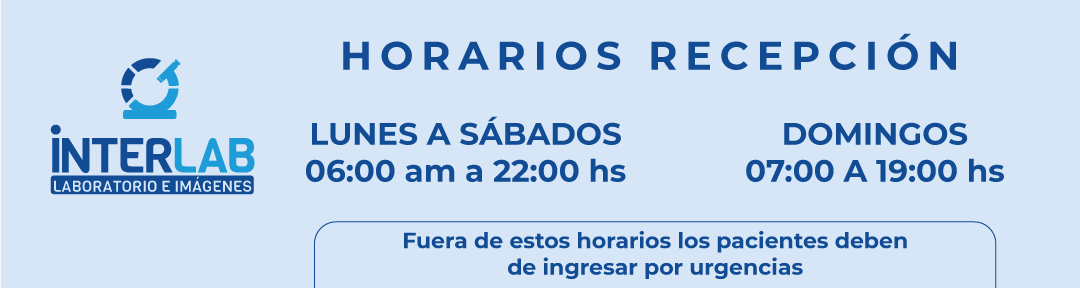 HORARIOS RECEPCIÓN
INTERLAB
LABORATORIO E IMÁGENES
LUNES A SÁBADOS
06:00 am a 22:00 hs
DOMINGOS
07:00 A 19:00 hs
Fuera de estos horarios los pacientes deben
de ingresar por urgencias